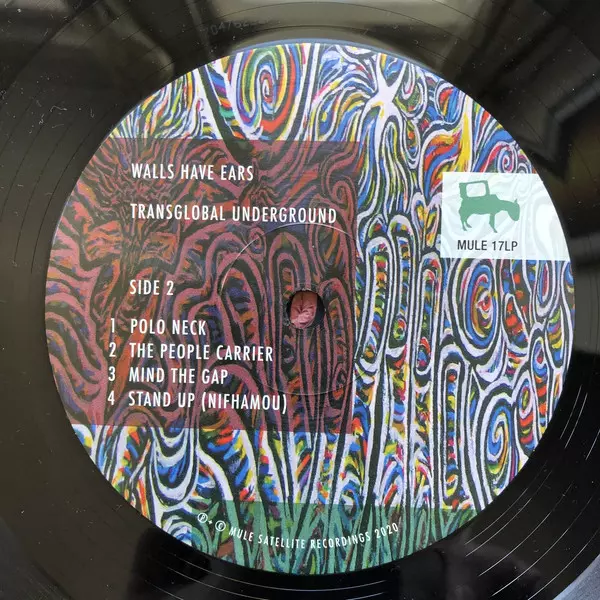 WALLS HAVE EARS
TRANSGLOBAL UNDERGROUND
MULE 17LP
SIDE 2
1 POLO NECK
2 THE PEOPLE CARRIER
3 MIND THE GAP
4 STAND UP (NIFHAMOU)
℗ • © MULE SATELLITE RECORDINGS 2020